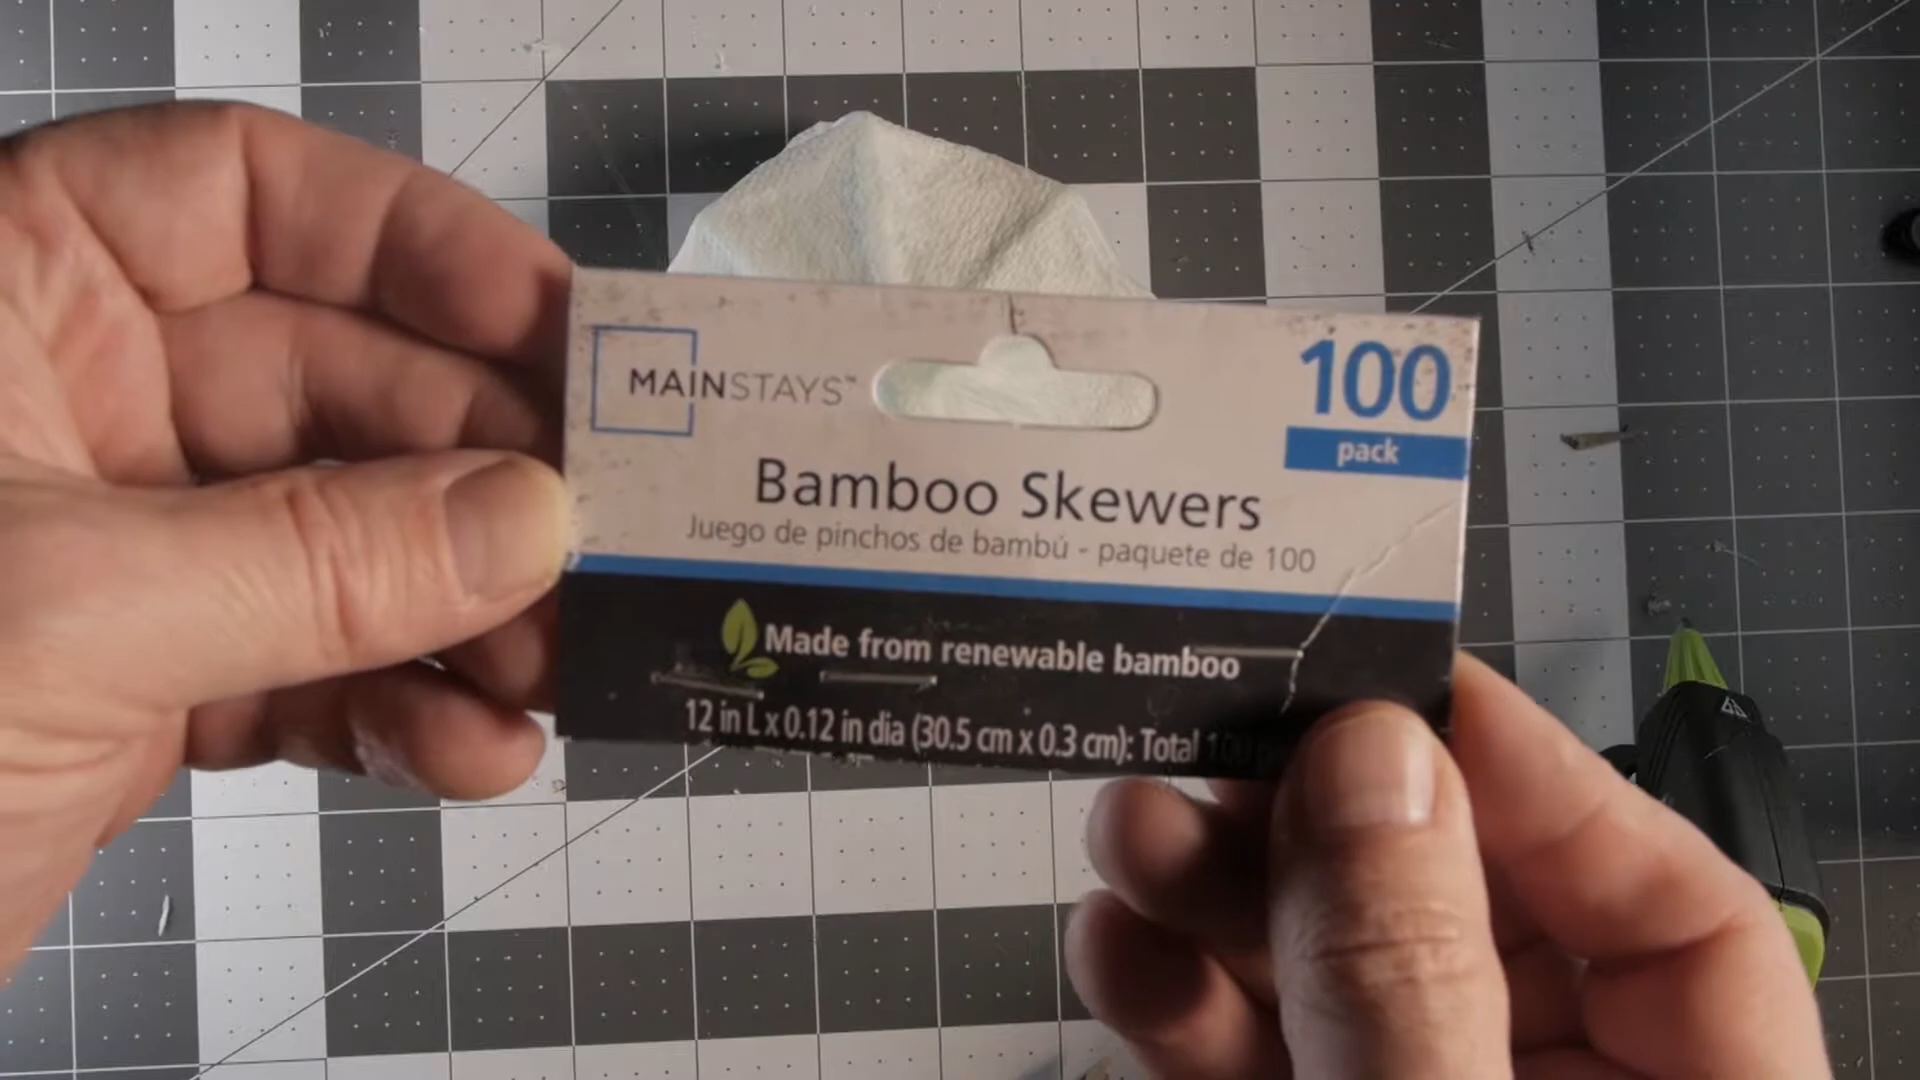 MAINSTAYS™
100
pack
Bamboo Skewers
Juego de pinchos de bambú - paquete de 100
Made from renewable bamboo
12 in L x 0.12 in dia (30.5 cm x 0.3 cm): Total